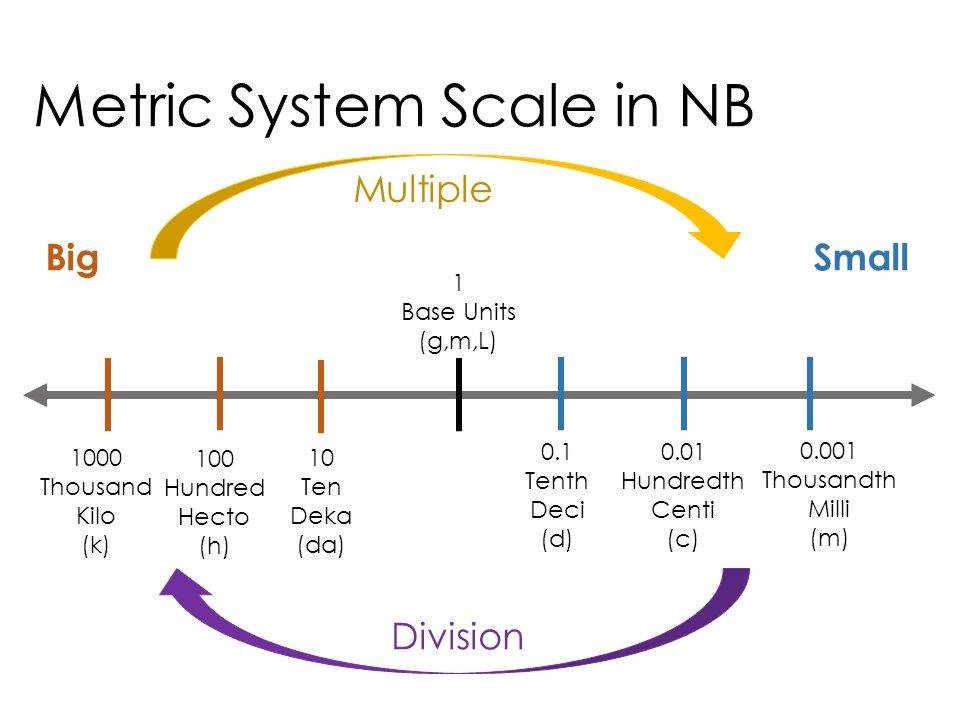 Metric System Scale in NB
Multiple
Big
Small
1
Base Units
(g,m,L)
1000
Thousand
Kilo
(k)
100
Hundred
Hecto
(h)
10
Ten
Deka
(da)
0.1
Tenth
Deci
(d)
0.01
Hundredth
Centi
(c)
0.001
Thousandth
Milli
(m)
Division